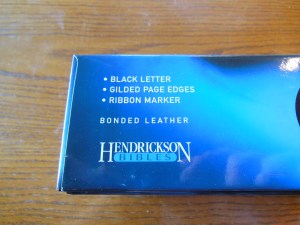 • BLACK LETTER
• GILDED PAGE EDGES
• RIBBON MARKER
BONDED LEATHER
HENDRICKSON
BIBLES